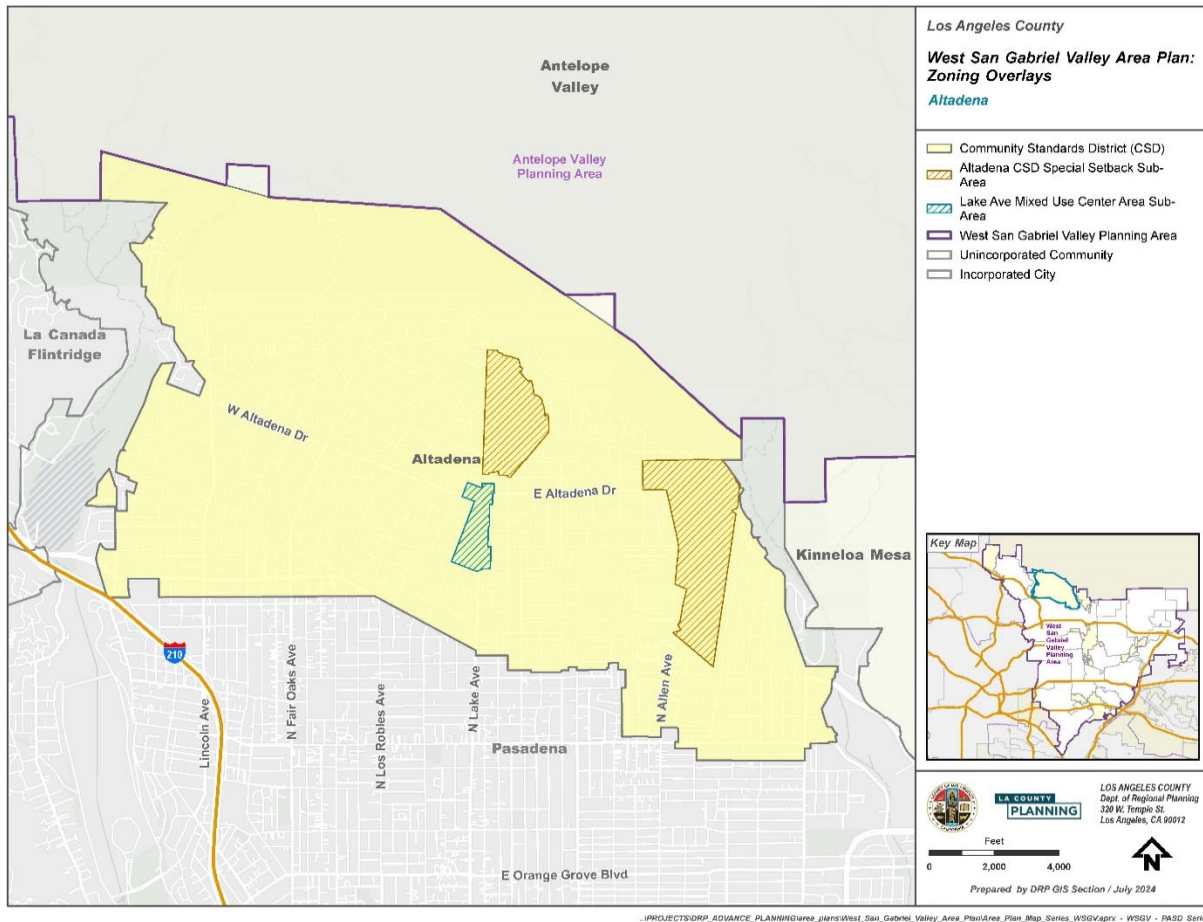 Los Angeles County
West San Gabriel Valley Area Plan:
Zoning Overlays
Altadena
Community Standards District (CSD)
Altadena CSD Special Setback Sub-
Area
Lake Ave Mixed Use Center Area Sub-
Area
West San Gabriel Valley Planning Area
Unincorporated Community
Incorporated City
Antelope
Valley
Antelope Valley
Planning Area
La Canada
Flintridge
W Altadena Dr
Altadena
E Altadena Dr
Kinneloa Mesa
210
Lincoln Ave
N Fair Oaks Ave
N Los Robles Ave
N Lake Ave
N Allen Ave
Pasadena
E Orange Grove Blvd
Key Map
West
San
Gabriel
Valley
Planning
Area
LA COUNTY
PLANNING
LOS ANGELES COUNTY
Dept. of Regional Planning
320 W. Temple St.
Los Angeles, CA 90012
Feet
0 2,000 4,000
N
Prepared by DRP GIS Section / July 2024